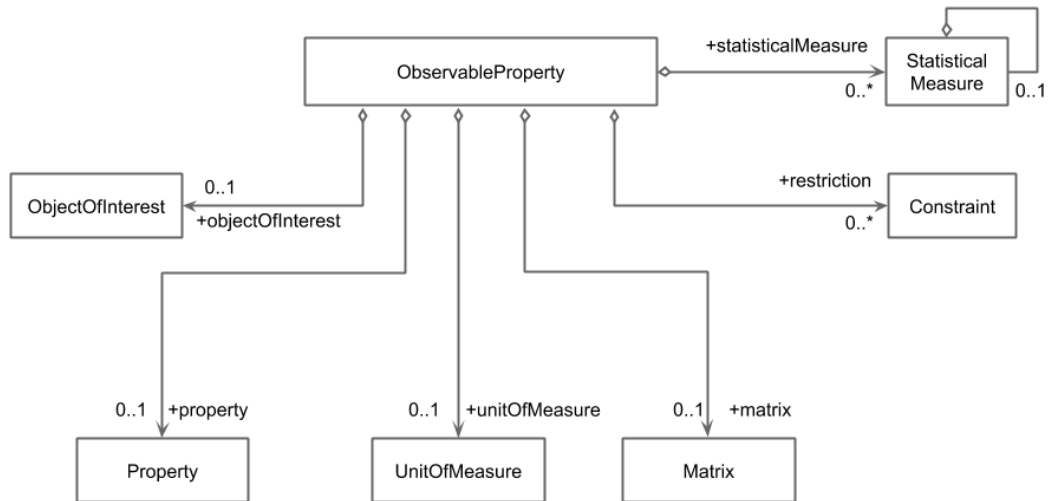 +statisticalMeasure
Statistical
Measure
ObservableProperty
0..*
0..1
0..1
+restriction
ObjectOfInterest
+objectOfInterest
Constraint
0..*
0..1
+property
0..1
+unitOfMeasure
0..1
+matrix
Property
UnitOfMeasure
Matrix